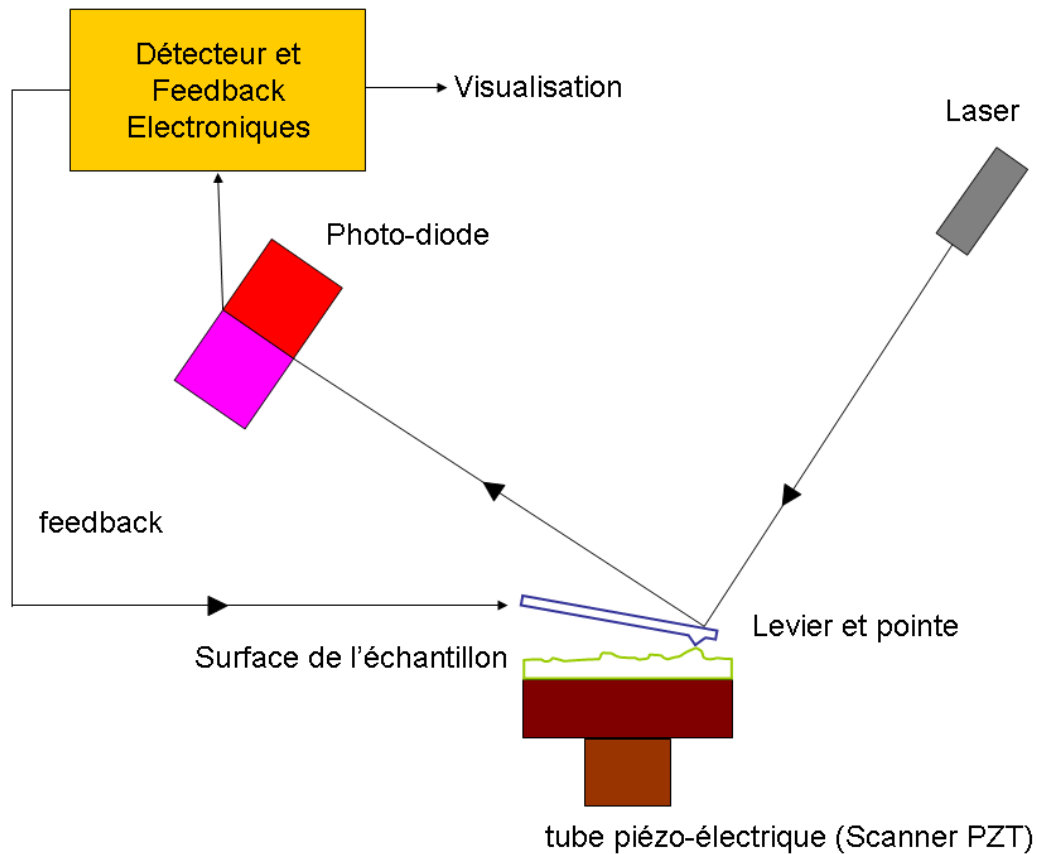 Détecteur et
Feedback
Electroniques
Visualisation
Laser
Photo-diode
feedback
Levier et pointe
Surface de l'échantillon
tube piézo-électrique (Scanner PZT)